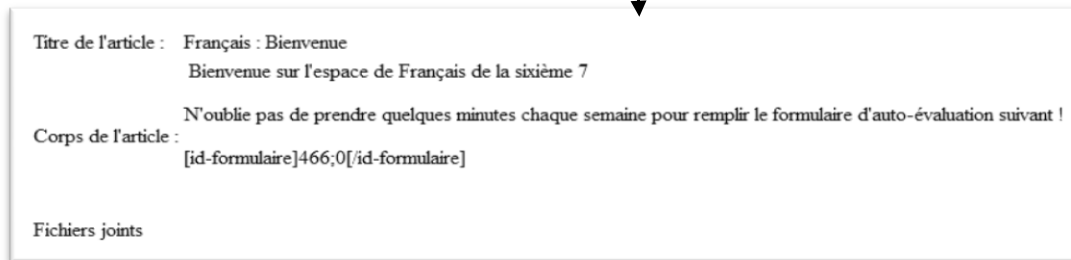 Titre de l'article : Français : Bienvenue
Bienvenue sur l'espace de Français de la sixième 7
N'oublie pas de prendre quelques minutes chaque semaine pour remplir le formulaire d'auto-évaluation suivant !
Corps de l'article :
[id-formulaire]466;0[/id-formulaire]
Fichiers joints